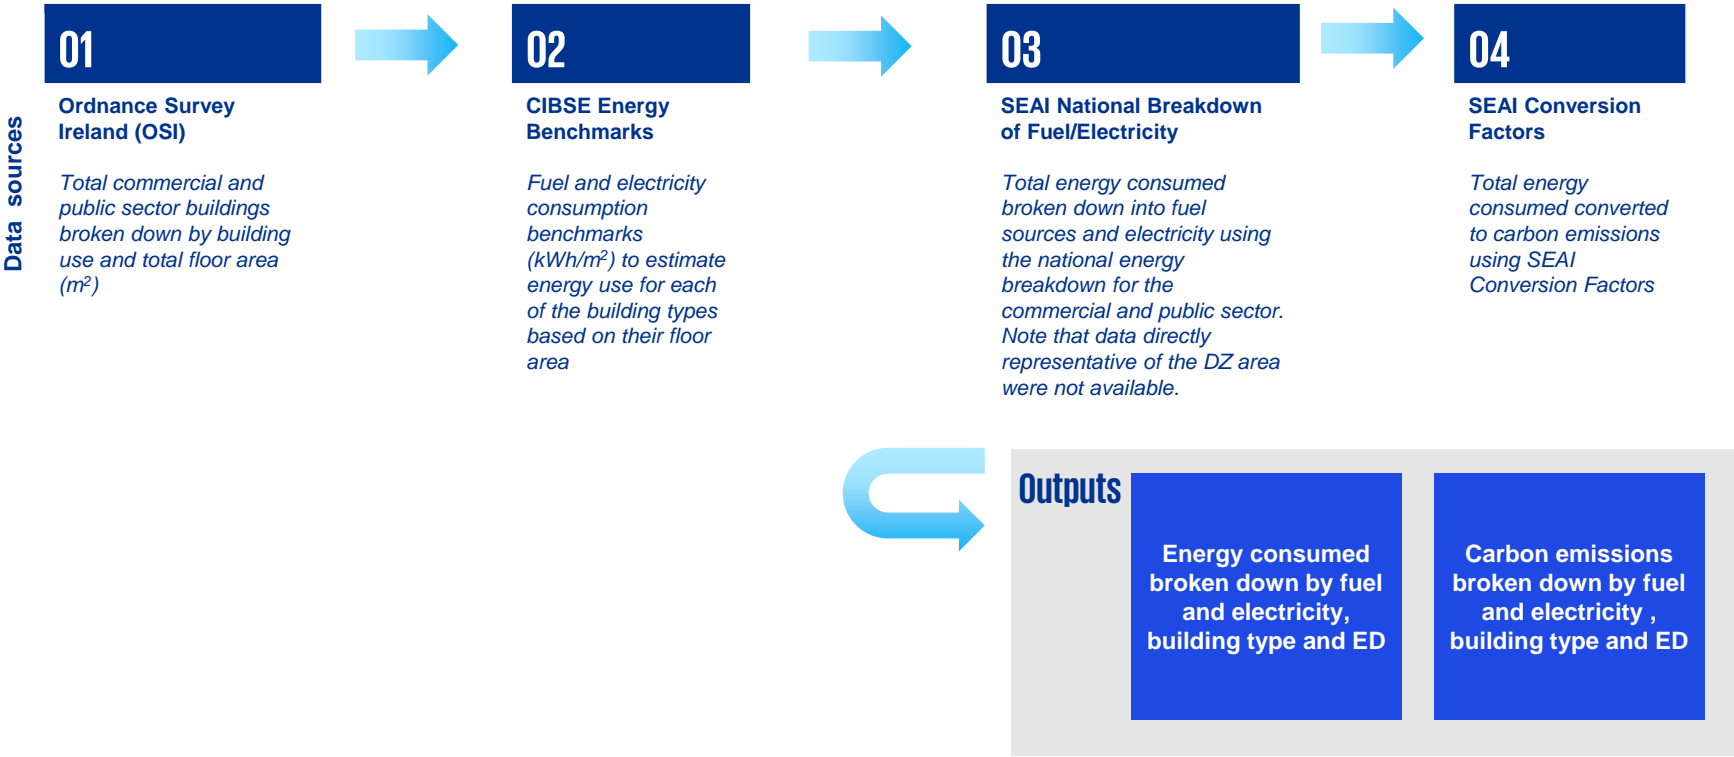 Data sources
01
Ordnance Survey
Ireland (OSI)
Total commercial and
public sector buildings
broken down by building
use and total floor area
(m²)
02
CIBSE Energy
Benchmarks
Fuel and electricity
consumption
benchmarks
(kWh/m²) to estimate
energy use for each
of the building types
based on their floor
area
03
SEAI National Breakdown
of Fuel/Electricity
Total energy consumed
broken down into fuel
sources and electricity using
the national energy
breakdown for the
commercial and public sector.
Note that data directly
representative of the DZ area
were not available.
04
SEAI Conversion
Factors
Total energy
consumed converted
to carbon emissions
using SEAI
Conversion Factors
Outputs
Energy consumed
broken down by fuel
and electricity,
building type and ED
Carbon emissions
broken down by fuel
and electricity ,
building type and ED